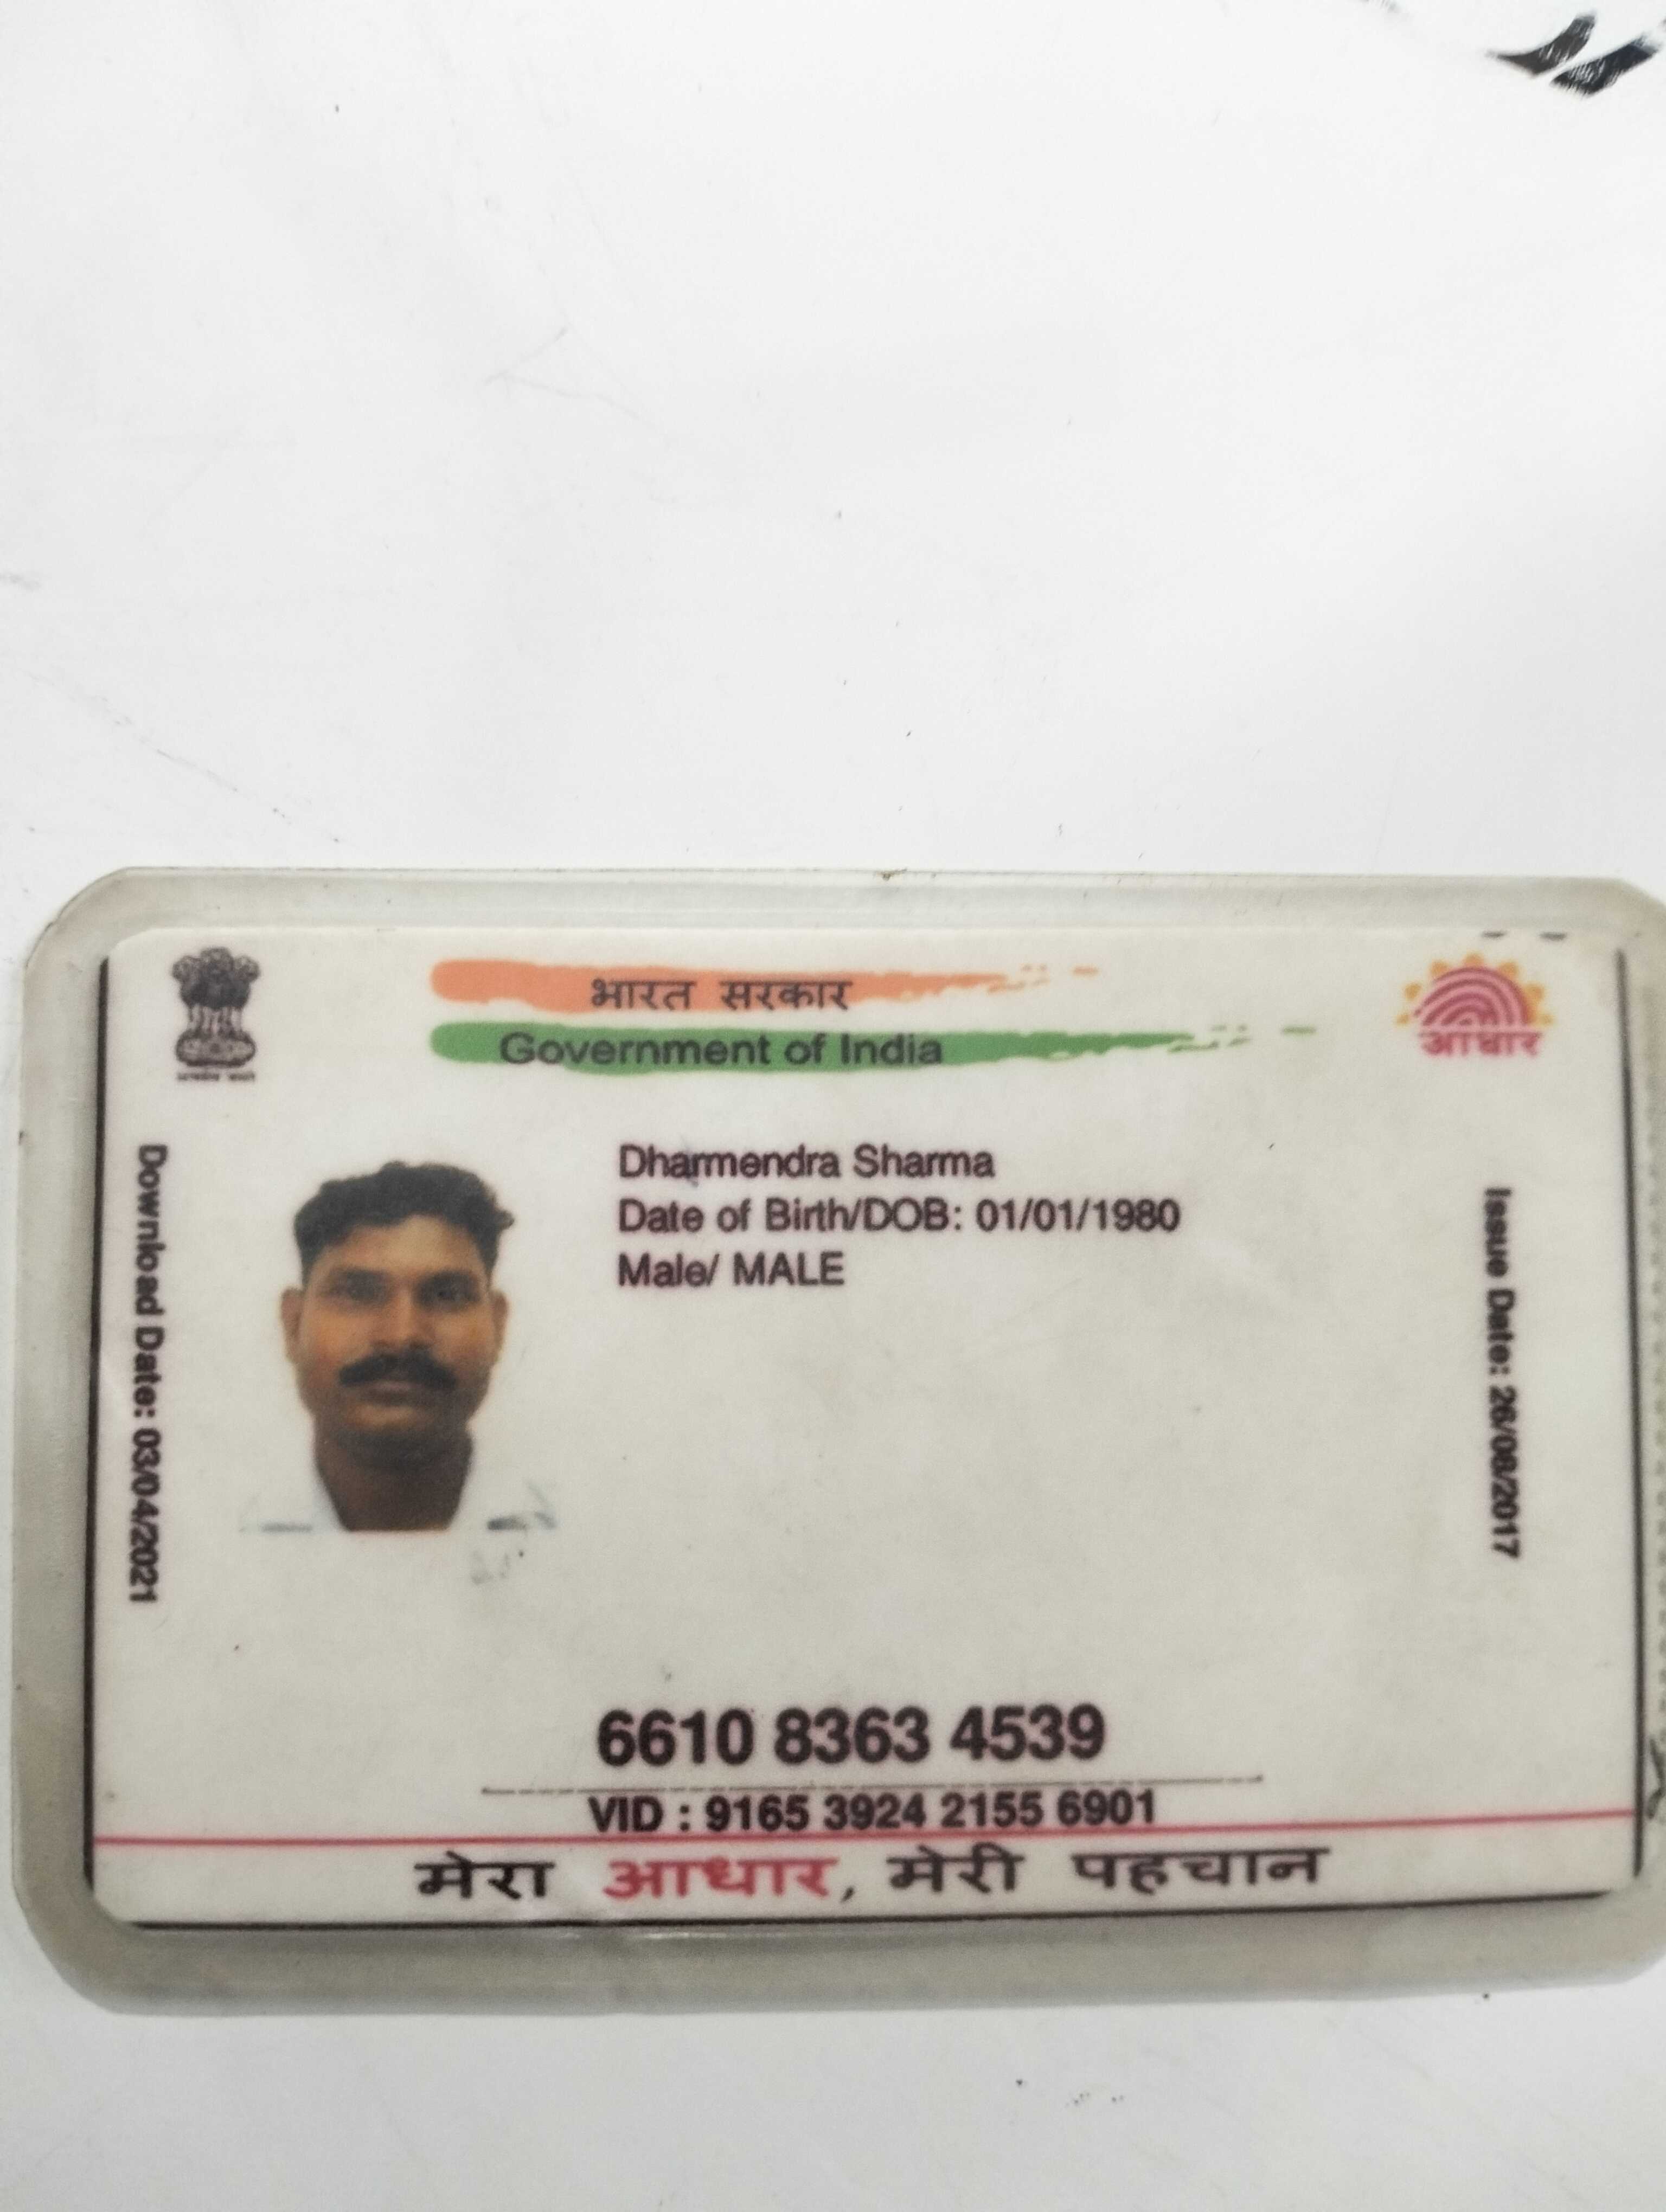 भारत सरकार
Government of India
आधार
Dharmendra Sharma
Date of Birth/DOB: 01/01/1980
Male/ MALE
Download Date: 03/04/2021
Issue Date: 26/08/2017
6610 8363 4539
VID : 9165 3924 2155 6901
मेरा आधार, मेरी पहचान